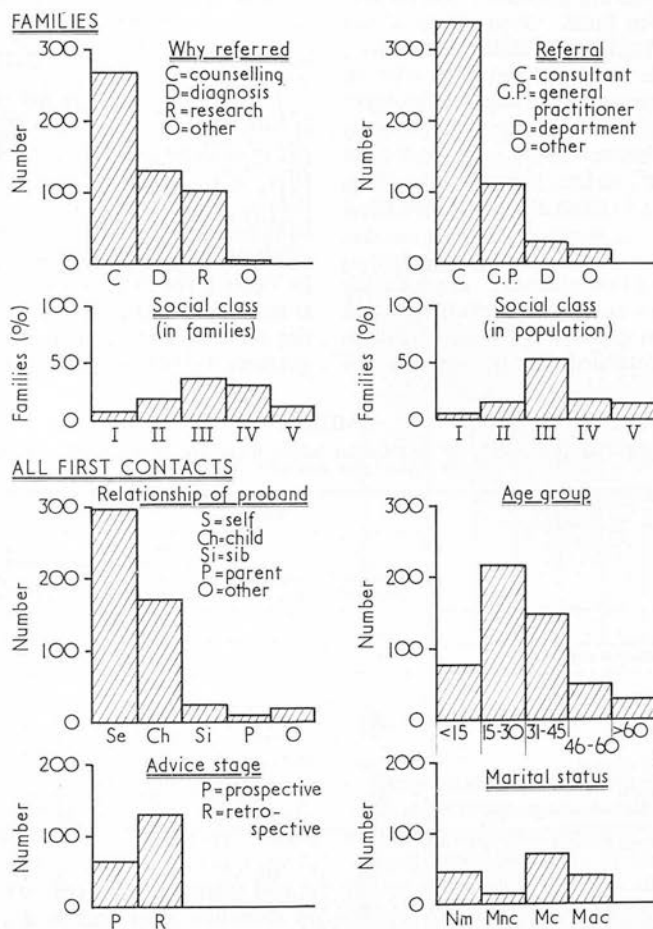 FAMILIES
Why referred
C=counselling
D=diagnosis
R=research
O=other
300
200
100
0
Number
C D R O
Referral
C=consultant
G.P.=general
practitioner
D=department
O=other
300
200
100
0
Number
C G.P. D O
Social class
(in families)
100
50
0
Families (%)
I II III IV V
Social class
(in population)
100
50
0
Families (%)
I II III IV V
ALL FIRST CONTACTS
Relationship of proband
S=self
Ch=child
Si=sib
P=parent
O=other
300
200
100
0
Number
Se Ch Si P O
Age group
300
200
100
0
Number
<15 15-30 31-45 46-60 >60
Advice stage
P=prospective
R=retro-
spective
200
100
0
Number
P R
Marital status
200
100
0
Number
Nm Mnc Mc Mac